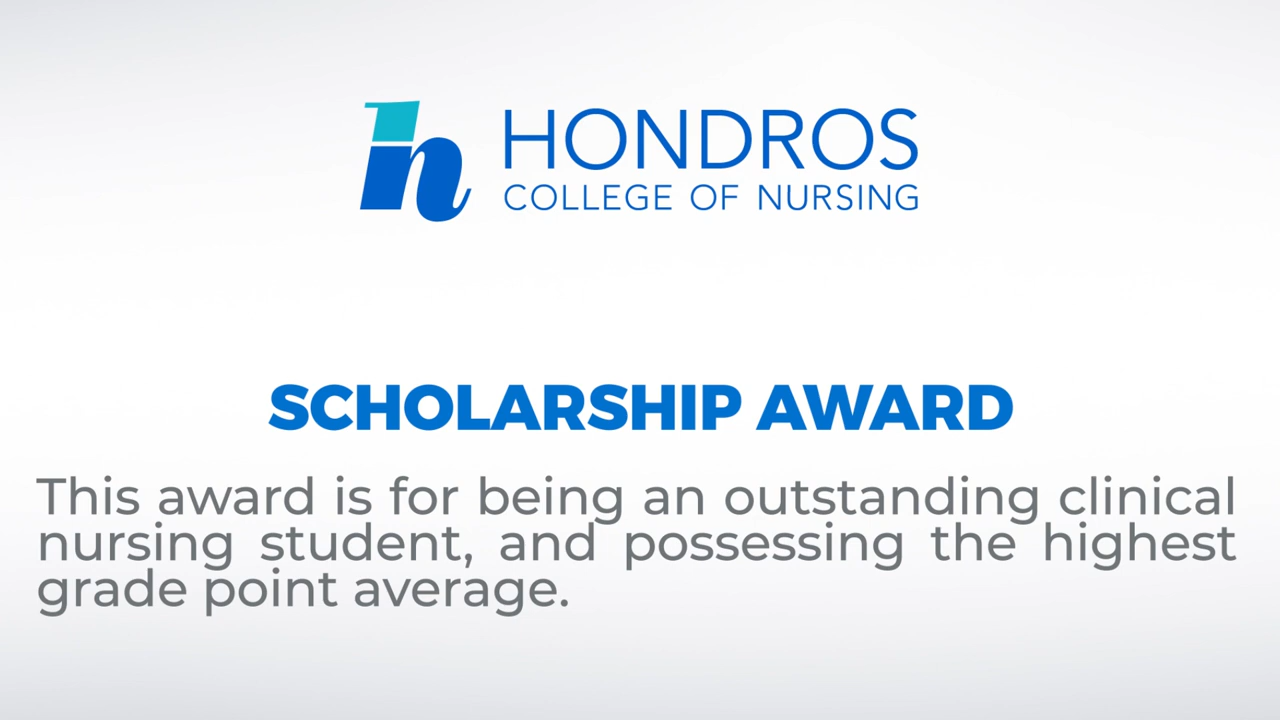 HONDROS
COLLEGE OF NURSING
SCHOLARSHIP AWARD
This award is for being an outstanding clinical
nursing student, and possessing the highest
grade point average.